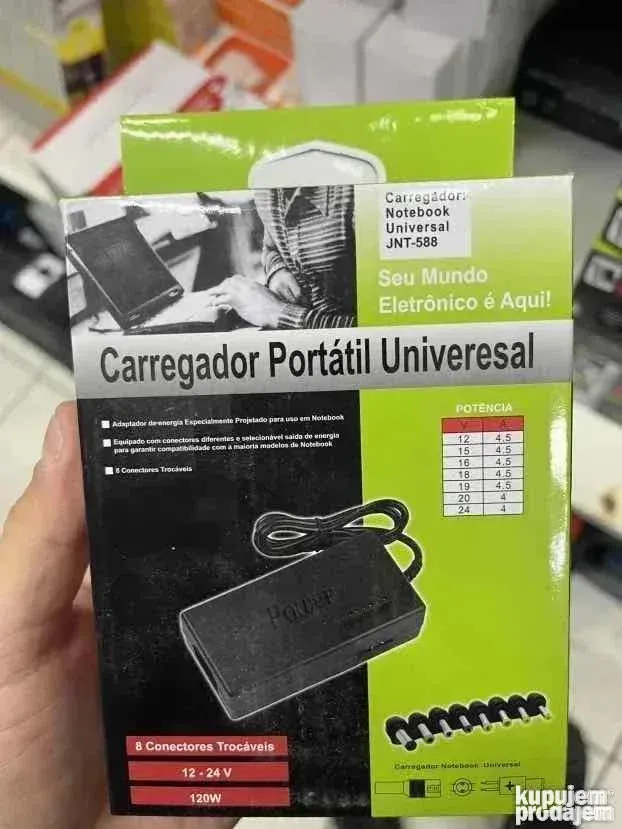 Carregador:
Notebook
Universal
JNT-588
Seu Mundo
Eletrônico é Aqui!
Carregador Portátil Univeresal
Adaptador de energia Especialmente Projetado para uso em Notebook
Equipado com conectores diferentes e selecionável saída de energia
para garantir compatibilidade com a maioria modelos de Notebook
8 Conectores Trocáveis
POTÊNCIA
V A
12 4.5
15 4.5
16 4.5
18 4.5
19 4.5
20 4
24 4
Power
8 Conectores Trocáveis
12 - 24 V
120W
Carregador Notebook Universal
kupujem
prodajem